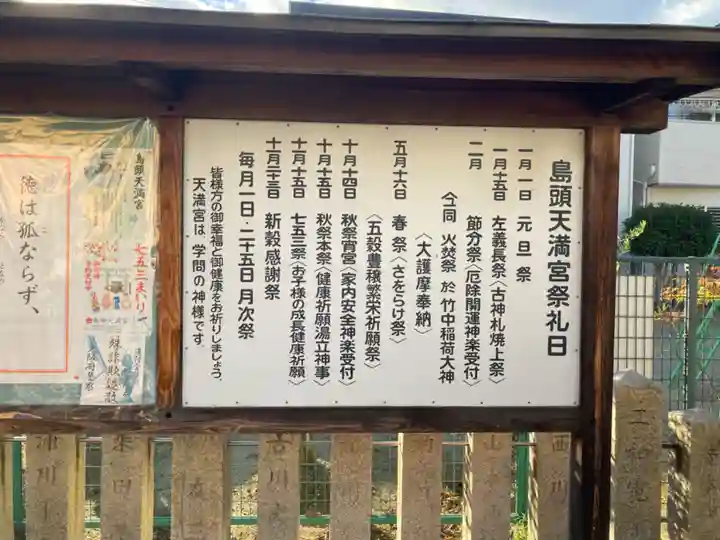 島頭天満宮祭礼日
一月一日 元旦祭
一月十五日 左義長祭〈古神札焼上祭〉
二月 節分祭〈厄除開運神楽受付〉
仝同 火焚祭 於 竹中稲荷大神
〈大護摩奉納〉
五月十六日 春祭〈さをらけ祭〉
〈五穀豊穣繁栄祈願祭〉
十月十四日 秋祭宵宮〈家内安全神楽受付〉
十月十五日 秋祭本祭〈健康祈願湯立神事〉
十一月十五日 七五三祭〈お子様の成長健康祈願〉
十一月二十三日 新穀感謝祭
毎月一日・二十五日 月次祭
皆様方の御幸福と御健康をお祈りしましょう。
天満宮は、学問の神様です。
島頭天満宮
七五三まいり
徳は孤ならず、